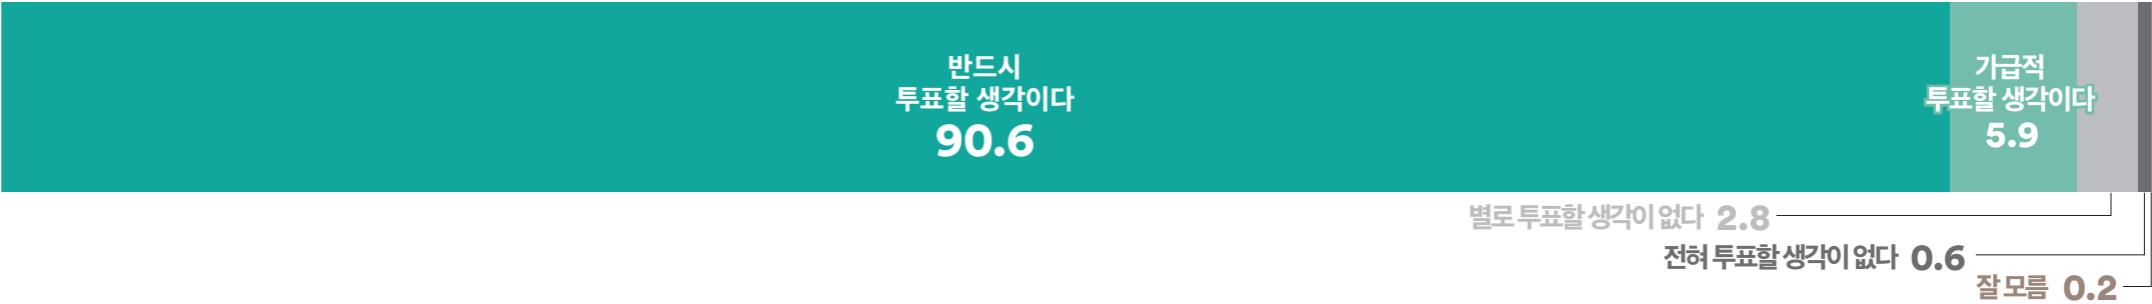 반드시
투표할 생각이다
90.6
가급적
투표할 생각이다
5.9
별로 투표할 생각이 없다 2.8
전혀 투표할 생각이 없다 0.6
잘 모름 0.2